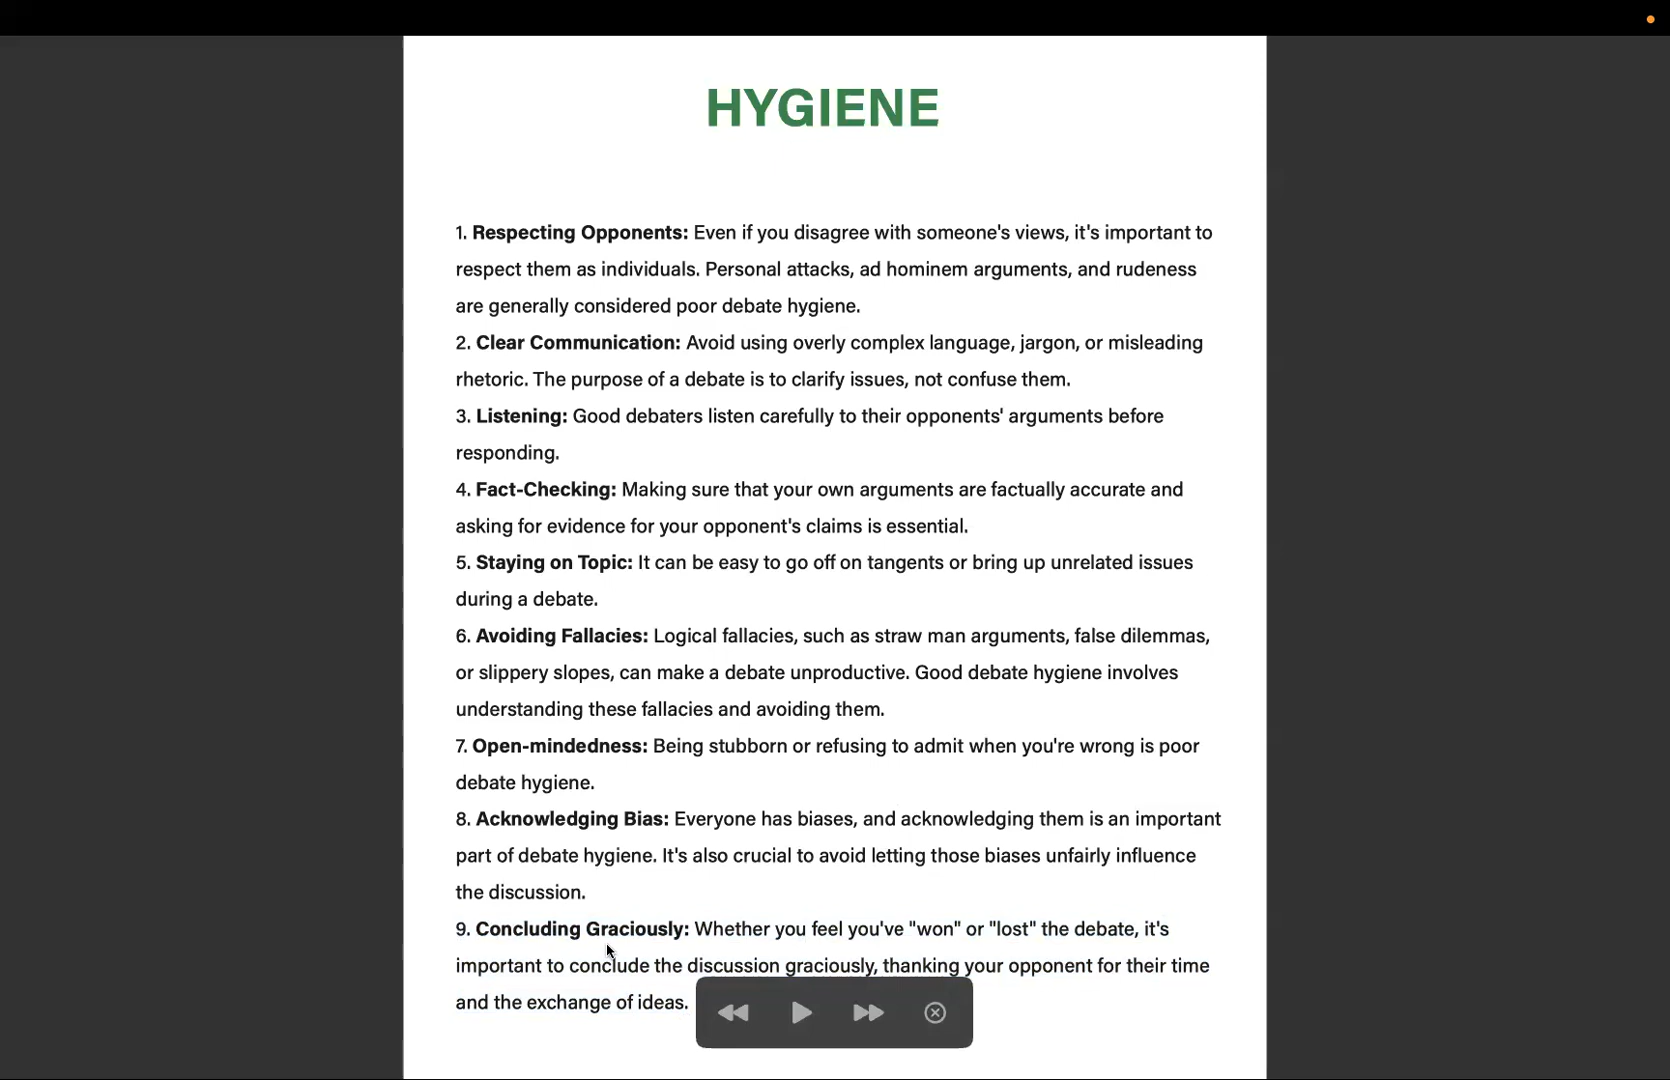 HYGIENE
1. Respecting Opponents: Even if you disagree with someone's views, it's important to
respect them as individuals. Personal attacks, ad hominem arguments, and rudeness
are generally considered poor debate hygiene.
2. Clear Communication: Avoid using overly complex language, jargon, or misleading
rhetoric. The purpose of a debate is to clarify issues, not confuse them.
3. Listening: Good debaters listen carefully to their opponents' arguments before
responding.
4. Fact-Checking: Making sure that your own arguments are factually accurate and
asking for evidence for your opponent's claims is essential.
5. Staying on Topic: It can be easy to go off on tangents or bring up unrelated issues
during a debate.
6. Avoiding Fallacies: Logical fallacies, such as straw man arguments, false dilemmas,
or slippery slopes, can make a debate unproductive. Good debate hygiene involves
understanding these fallacies and avoiding them.
7. Open-mindedness: Being stubborn or refusing to admit when you're wrong is poor
debate hygiene.
8. Acknowledging Bias: Everyone has biases, and acknowledging them is an important
part of debate hygiene. It's also crucial to avoid letting those biases unfairly influence
the discussion.
9. Concluding Graciously: Whether you feel you've "won" or "lost" the debate, it's
important to conclude the discussion graciously, thanking your opponent for their time
and the exchange of ideas.